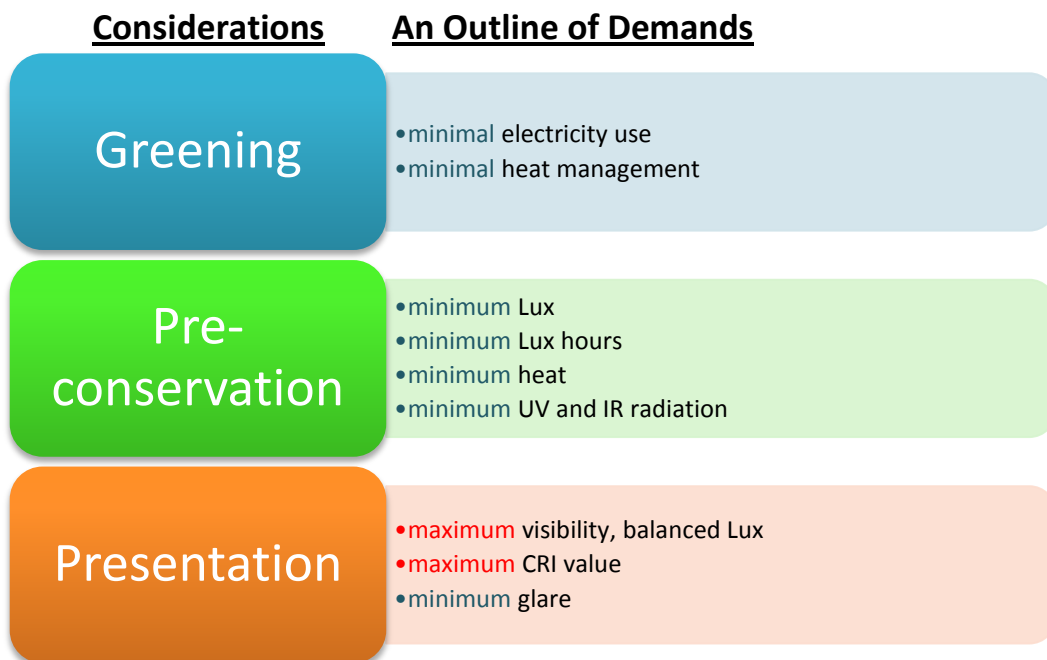 Considerations An Outline of Demands
Greening
•minimal electricity use
•minimal heat management
Pre-
conservation
•minimum Lux
•minimum Lux hours
•minimum heat
•minimum UV and IR radiation
Presentation
•maximum visibility, balanced Lux
•maximum CRI value
•minimum glare